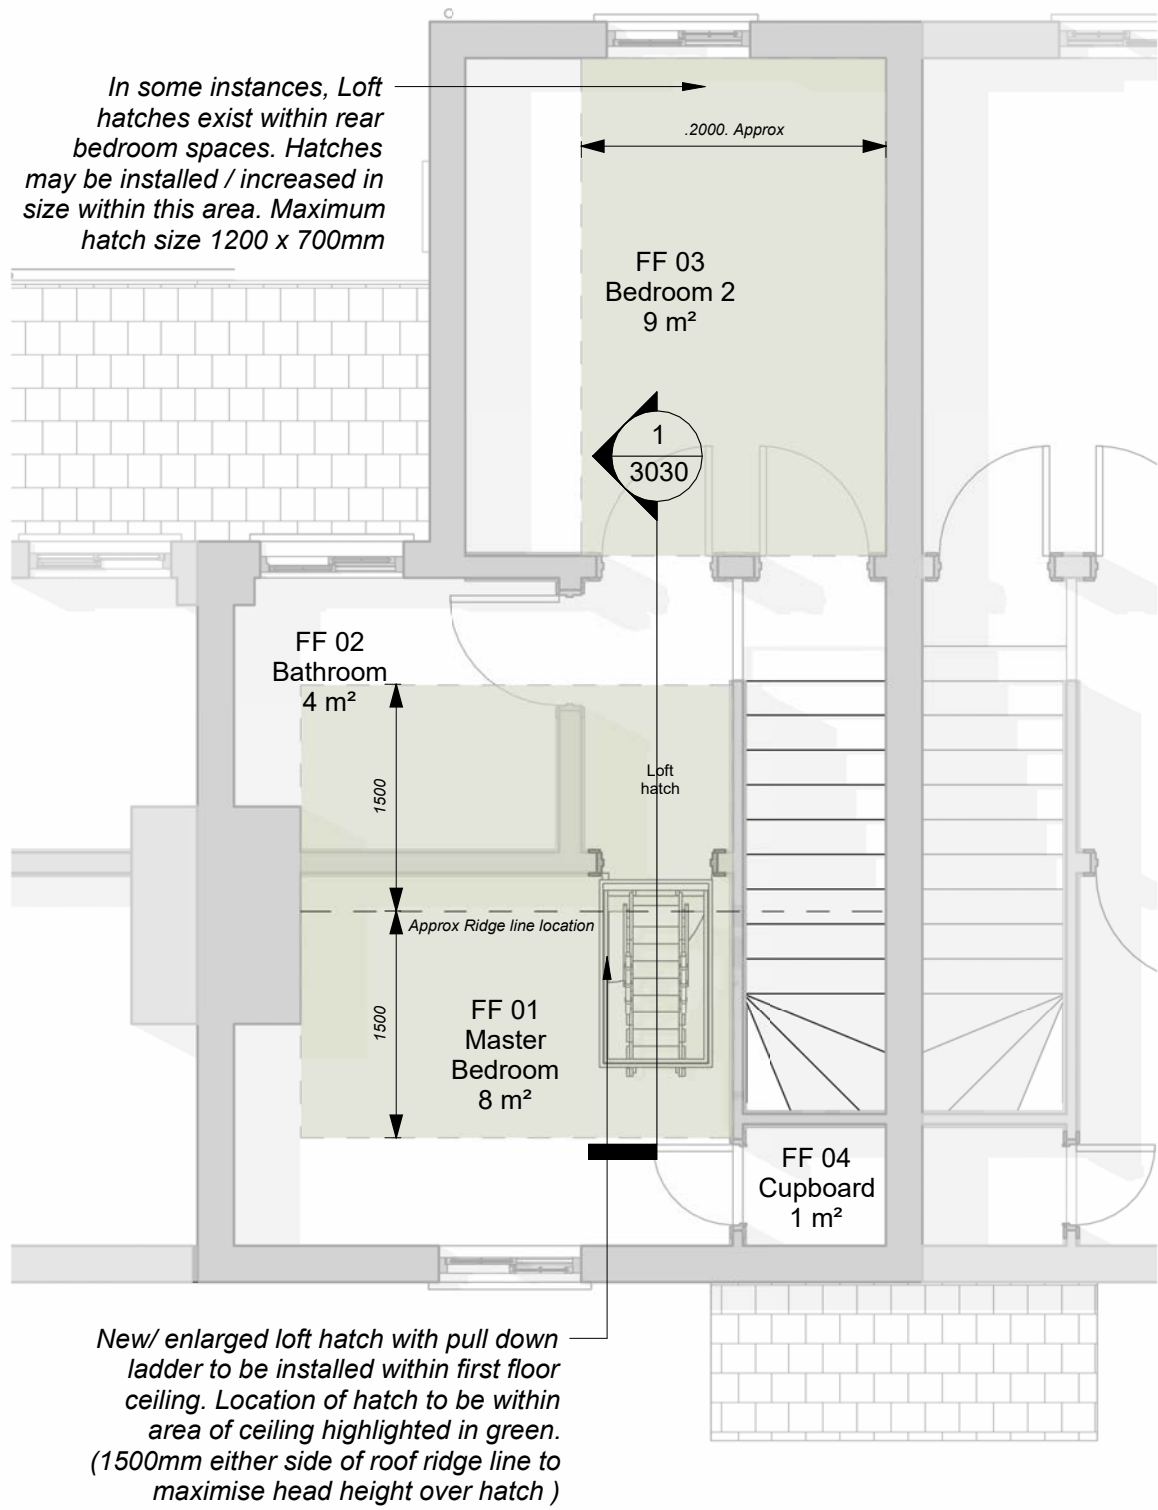 In some instances, Loft
hatches exist within rear
bedroom spaces. Hatches
may be installed / increased in
size within this area. Maximum
hatch size 1200 x 700mm
.2000. Approx
FF 03
Bedroom 2
9 m²
1
3030
FF 02
Bathroom
4 m²
1500
Loft
hatch
Approx Ridge line location
1500
FF 01
Master
Bedroom
8 m²
FF 04
Cupboard
1 m²
New/ enlarged loft hatch with pull down
ladder to be installed within first floor
ceiling. Location of hatch to be within
area of ceiling highlighted in green.
(1500mm either side of roof ridge line to
maximise head height over hatch )